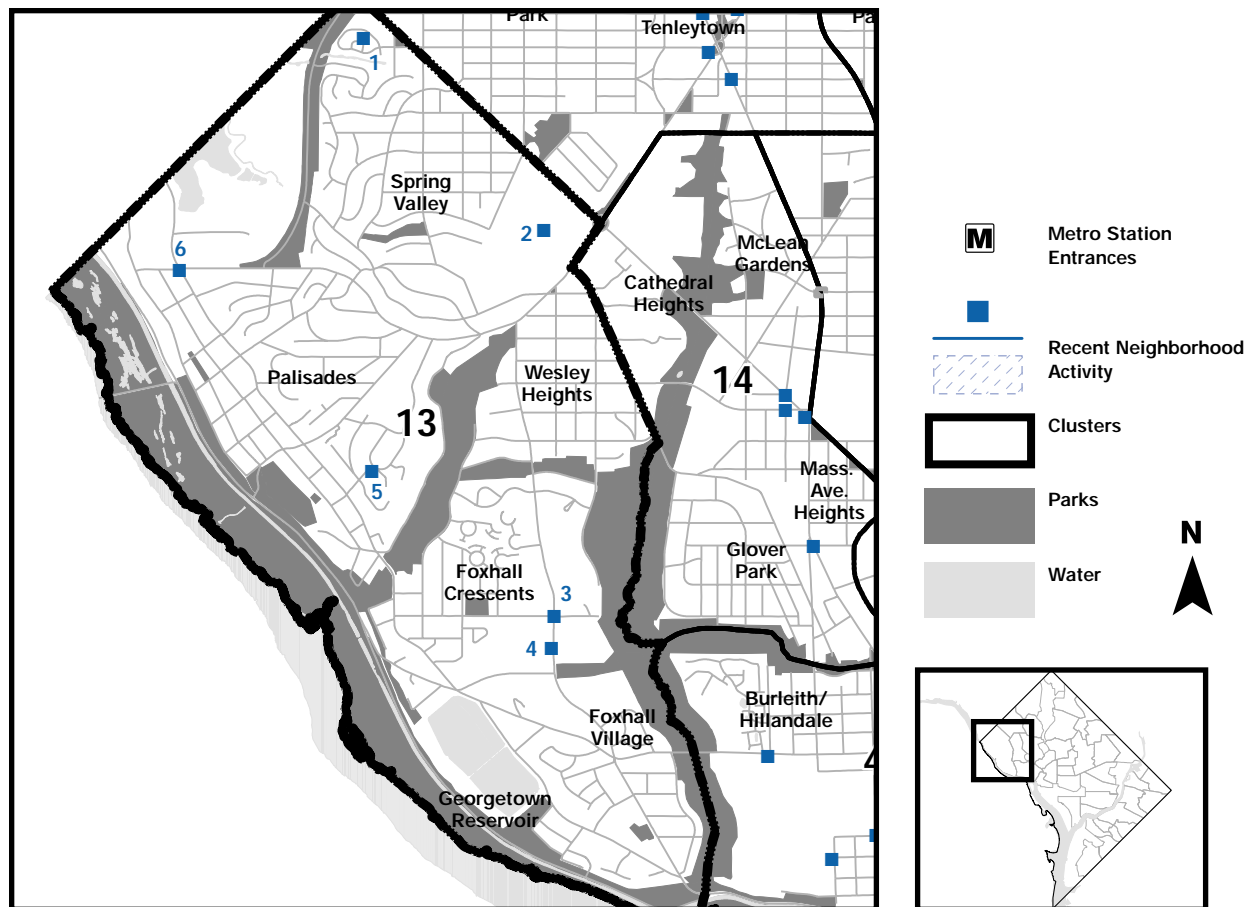 Park
Tenleytown
Pa
1
Spring
Valley
2
McLean
Gardens
6
Cathedral
Heights
Palisades
Wesley
Heights
14
13
Mass.
Ave.
Heights
5
Glover
Park
Foxhall
Crescents
3
4
Burleith/
Hillandale
Foxhall
Village
4
Georgetown
Reservoir
M
Metro Station
Entrances
Recent Neighborhood
Activity
Clusters
Parks
Water
N